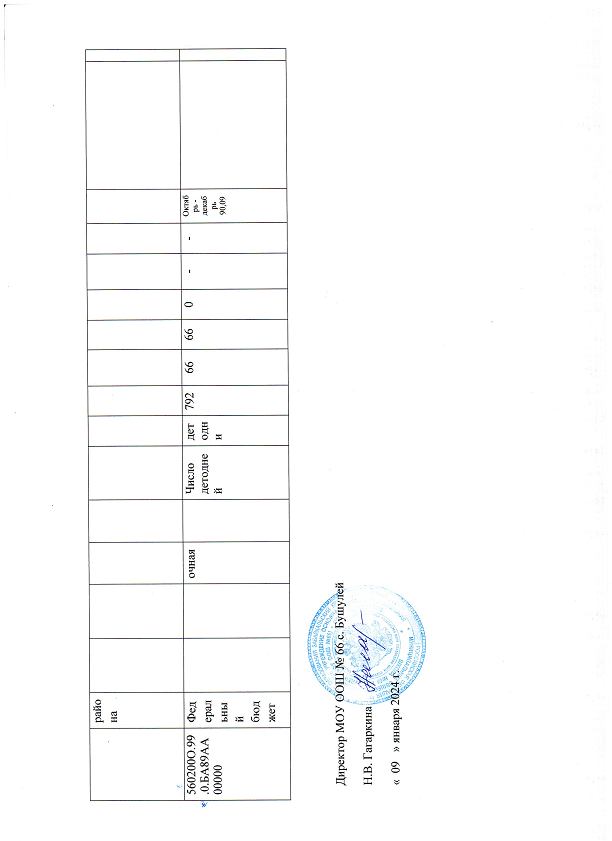 райо
на
560200О.99
.0.БА89АА
00000
Фед
ерал
ьны
й
бюд
жет
очная
Число
детодне
й
дет
одн
и
792
66
66
0
-
-
Октяб
рь -
декаб
рь
90,09
Директор МОУ ООШ № 66 с. Бушулей
Н.В. Гагаркина
« 09 » января 2024 г.